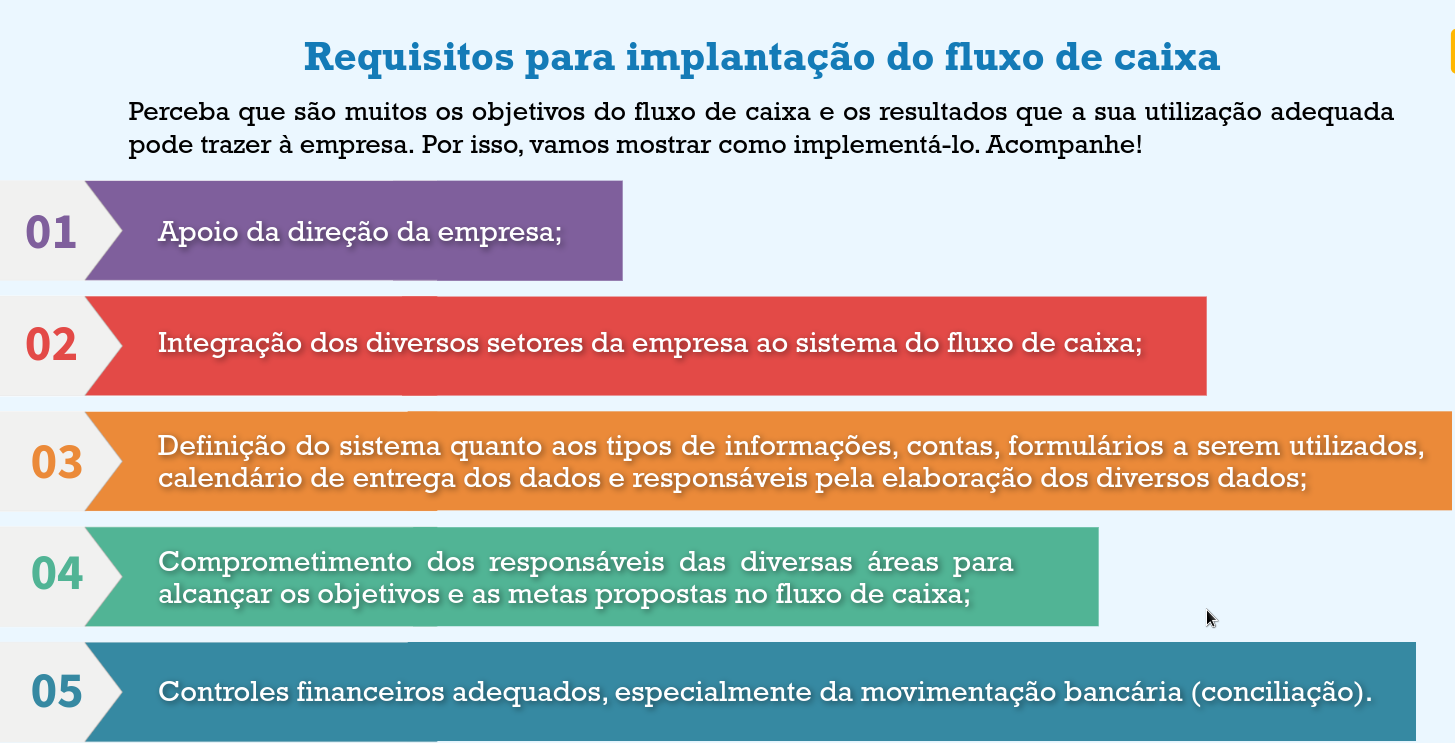 Requisitos para implantação do fluxo de caixa
Perceba que são muitos os objetivos do fluxo de caixa e os resultados que a sua utilização adequada
pode trazer à empresa. Por isso, vamos mostrar como implementá-lo. Acompanhe!
01
Apoio da direção da empresa;
02
Integração dos diversos setores da empresa ao sistema do fluxo de caixa;
03
Definição do sistema quanto aos tipos de informações, contas, formulários a serem utilizados,
calendário de entrega dos dados e responsáveis pela elaboração dos diversos dados;
04
Comprometimento dos responsáveis das diversas áreas para
alcançar os objetivos e as metas propostas no fluxo de caixa;
05
Controles financeiros adequados, especialmente da movimentação bancária (conciliação).